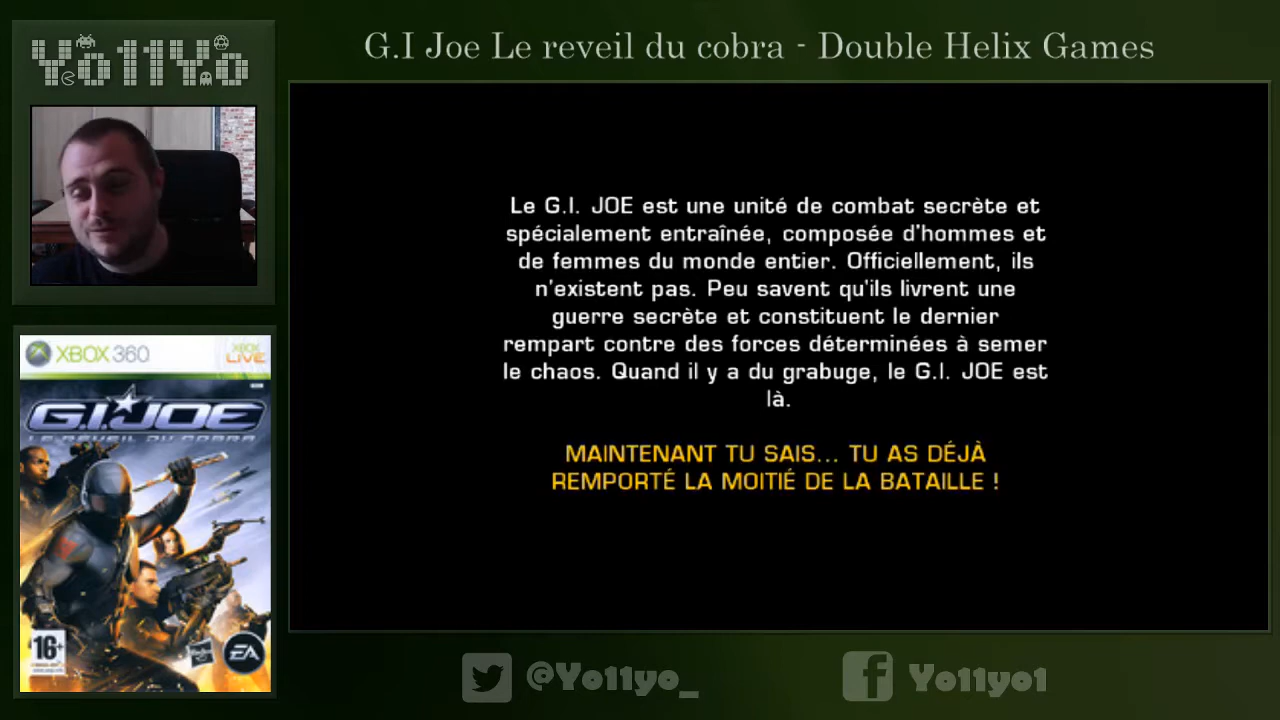 Yo11Yo
G.I Joe Le reveil du cobra - Double Helix Games
Le G.I. JOE est une unité de combat secrète et
spécialement entraînée, composée d'hommes et
de femmes du monde entier. Officiellement, ils
n'existent pas. Peu savent qu'ils livrent une
guerre secrète et constituent le dernier
rempart contre des forces déterminées à semer
le chaos. Quand il y a du grabuge, le G.I. JOE est
là.
MAINTENANT TU SAIS... TU AS DÉJÀ
REMPORTÉ LA MOITIÉ DE LA BATAILLE !
XBOX 360
XBOX
LIVE
G.I.JOE
LE REVEIL DU COBRA
16+
Hasbro
EA
@Yo11yo_
Yo11yo1